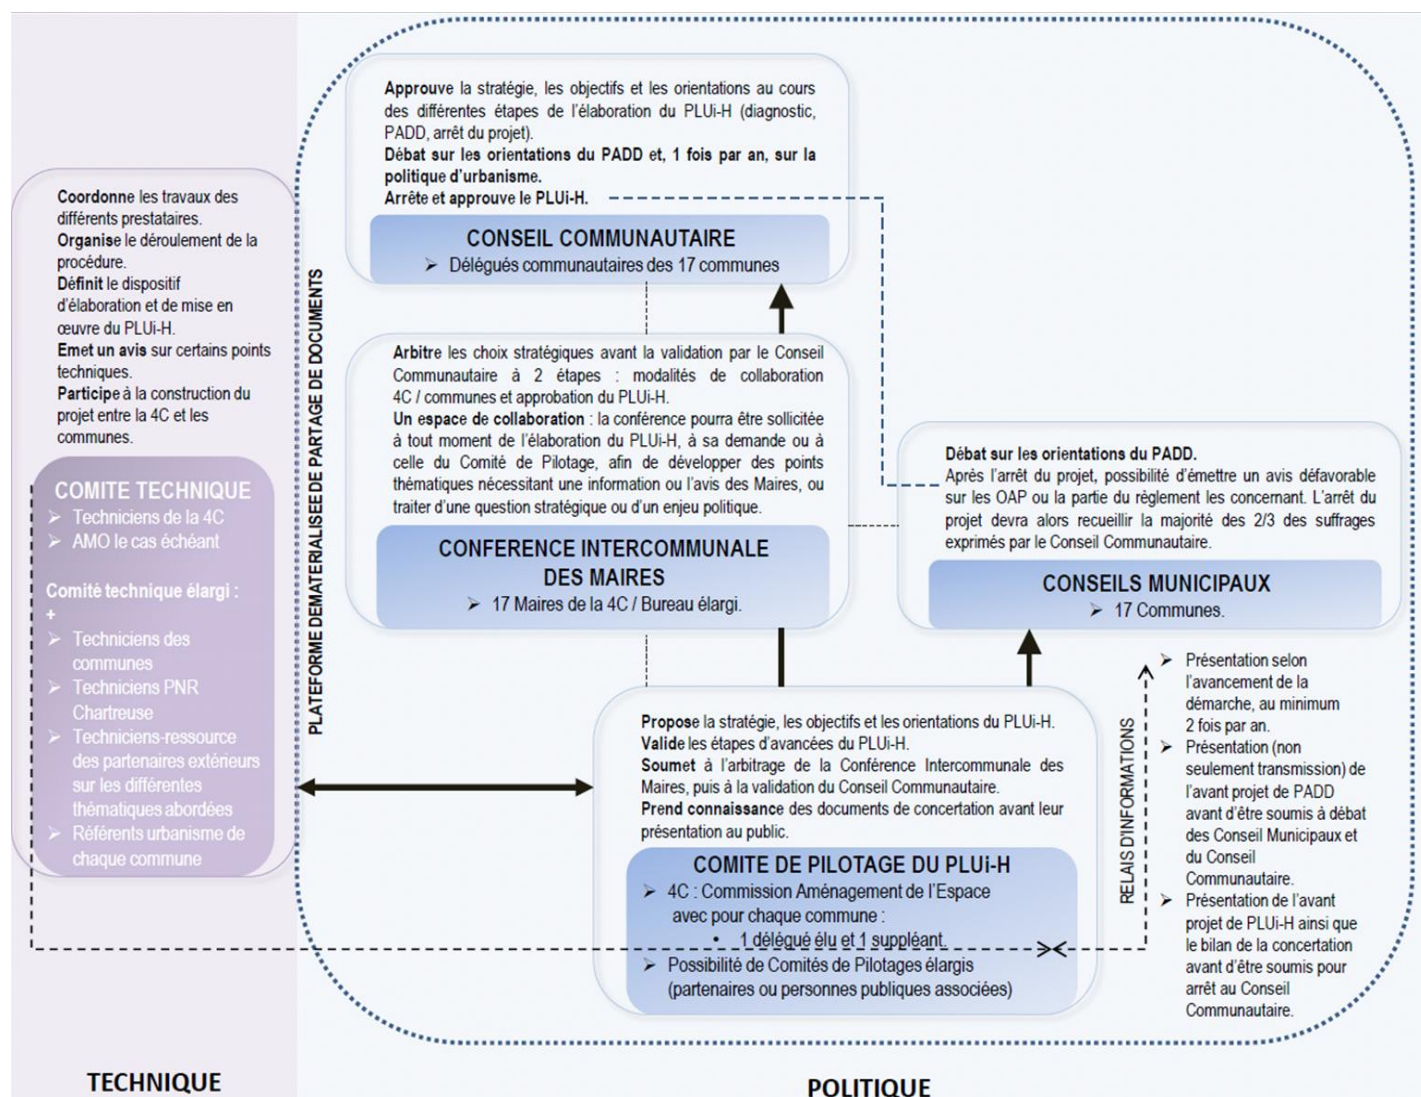 Approuve la stratégie, les objectifs et les orientations au cours
des différentes étapes de l'élaboration du PLUi-H (diagnostic,
PADD, arrêt du projet).
Débat sur les orientations du PADD et, 1 fois par an, sur la
politique d'urbanisme.
Arrête et approuve le PLUi-H.
CONSEIL COMMUNAUTAIRE
➢ Délégués communautaires des 17 communes
Coordonne les travaux des
différents prestataires.
Organise le déroulement de la
procédure.
Définit le dispositif
d'élaboration et de mise en
œuvre du PLUi-H.
Emet un avis sur certains points
techniques.
Participe à la construction du
projet entre la 4C et les
communes.
COMITE TECHNIQUE
➢ Techniciens de la 4C
➢ AMO le cas échéant
Comité technique élargi :
+
➢ Techniciens des
communes
➢ Techniciens PNR
Chartreuse
➢ Techniciens-ressource
des partenaires extérieurs
sur les différentes
thématiques abordées
➢ Référents urbanisme de
chaque commune
PLATEFORME DEMATERIALISEE DE PARTAGE DE DOCUMENTS
Arbitre les choix stratégiques avant la validation par le Conseil
Communautaire à 2 étapes : modalités de collaboration
4C / communes et approbation du PLUi-H.
Un espace de collaboration : la conférence pourra être sollicitée
à tout moment de l'élaboration du PLUi-H, à sa demande ou à
celle du Comité de Pilotage, afin de développer des points
thématiques nécessitant une information ou l'avis des Maires, ou
traiter d'une question stratégique ou d'un enjeu politique.
CONFERENCE INTERCOMMUNALE
DES MAIRES
➢ 17 Maires de la 4C / Bureau élargi.
Débat sur les orientations du PADD.
Après l'arrêt du projet, possibilité d'émettre un avis défavorable
sur les OAP ou la partie du règlement les concernant. L'arrêt du
projet devra alors recueillir la majorité des 2/3 des suffrages
exprimés par le Conseil Communautaire.
CONSEILS MUNICIPAUX
➢ 17 Communes.
Propose la stratégie, les objectifs et les orientations du PLUi-H.
Valide les étapes d'avancées du PLUi-H.
Soumet à l'arbitrage de la Conférence Intercommunale des
Maires, puis à la validation du Conseil Communautaire.
Prend connaissance des documents de concertation avant leur
présentation au public.
COMITE DE PILOTAGE DU PLUi-H
➢ 4C : Commission Aménagement de l'Espace
avec pour chaque commune :
• 1 délégué élu et 1 suppléant.
➢ Possibilité de Comités de Pilotages élargis
(partenaires ou personnes publiques associées)
RELAIS D'INFORMATIONS
➢ Présentation selon
l'avancement de la
démarche, au minimum
2 fois par an.
➢ Présentation (non
seulement transmission) de
l'avant projet de PADD
avant d'être soumis à débat
des Conseil Municipaux et
du Conseil
Communautaire.
➢ Présentation de l'avant
projet de PLUi-H ainsi que
le bilan de la concertation
avant d'être soumis pour
arrêt au Conseil
Communautaire.
TECHNIQUE
POLITIQUE